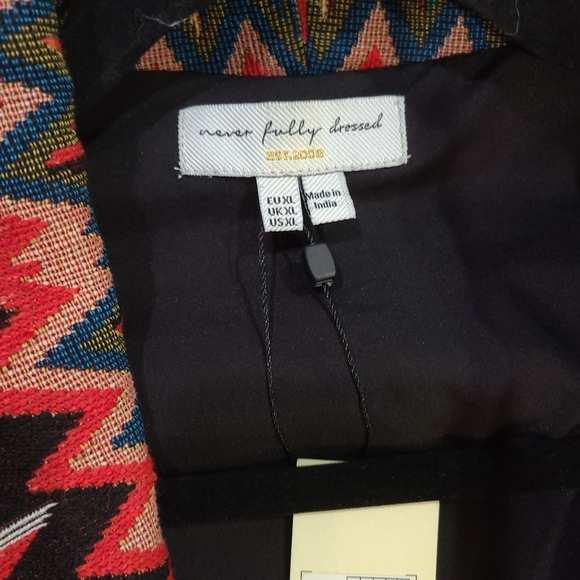 never fully dressed
EST.2009
EU XL
UK XL
US XL
Made in
India